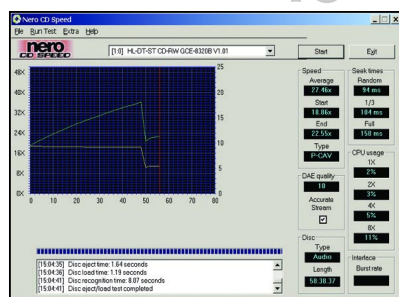 Nero CD Speed
File Run Test Extra Help
nero
CD SPEED
[1:0] HL-DT-ST CD-RW GCE-8320B V1.01
Start
Exit
48X
40X
32X
24X
16X
8X
0X
25
20
15
10
5
0 10 20 30 40 50 60 70 80
Speed
Average
27.46x
Start
18.86x
End
22.55x
Type
P-CAV
DAE quality
10
Accurate
Stream
Disc
Type
Audio
Length
58:38.37
Seek times
Random
94 ms
1/3
104 ms
Full
158 ms
CPU usage
1X
2%
2X
3%
4X
5%
8X
11%
Interface
Burst rate
[15:04:35] Disc eject time: 1.64 seconds
[15:04:36] Disc load time: 1.19 seconds
[15:04:41] Disc recognition time: 8.07 seconds
[15:04:41] Disc eject/load test completed